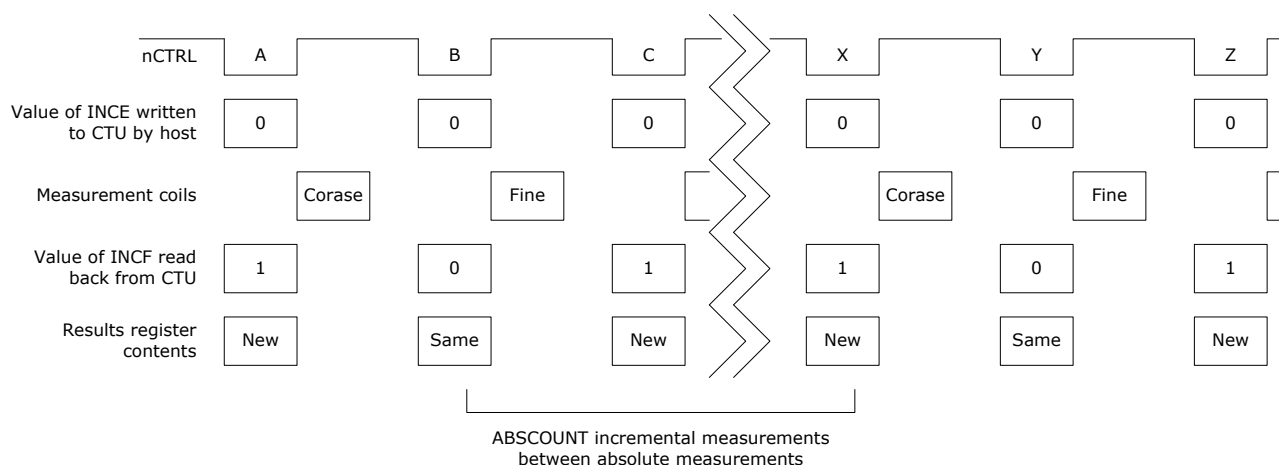 nCTRL A B C X Y Z
Value of INCE written
to CTU by host
0 0 0 0 0 0
Measurement coils Corase Fine Corase Fine
Value of INCF read
back from CTU
1 0 1 1 0 1
Results register
contents
New Same New New Same New
ABSCOUNT incremental measurements
between absolute measurements